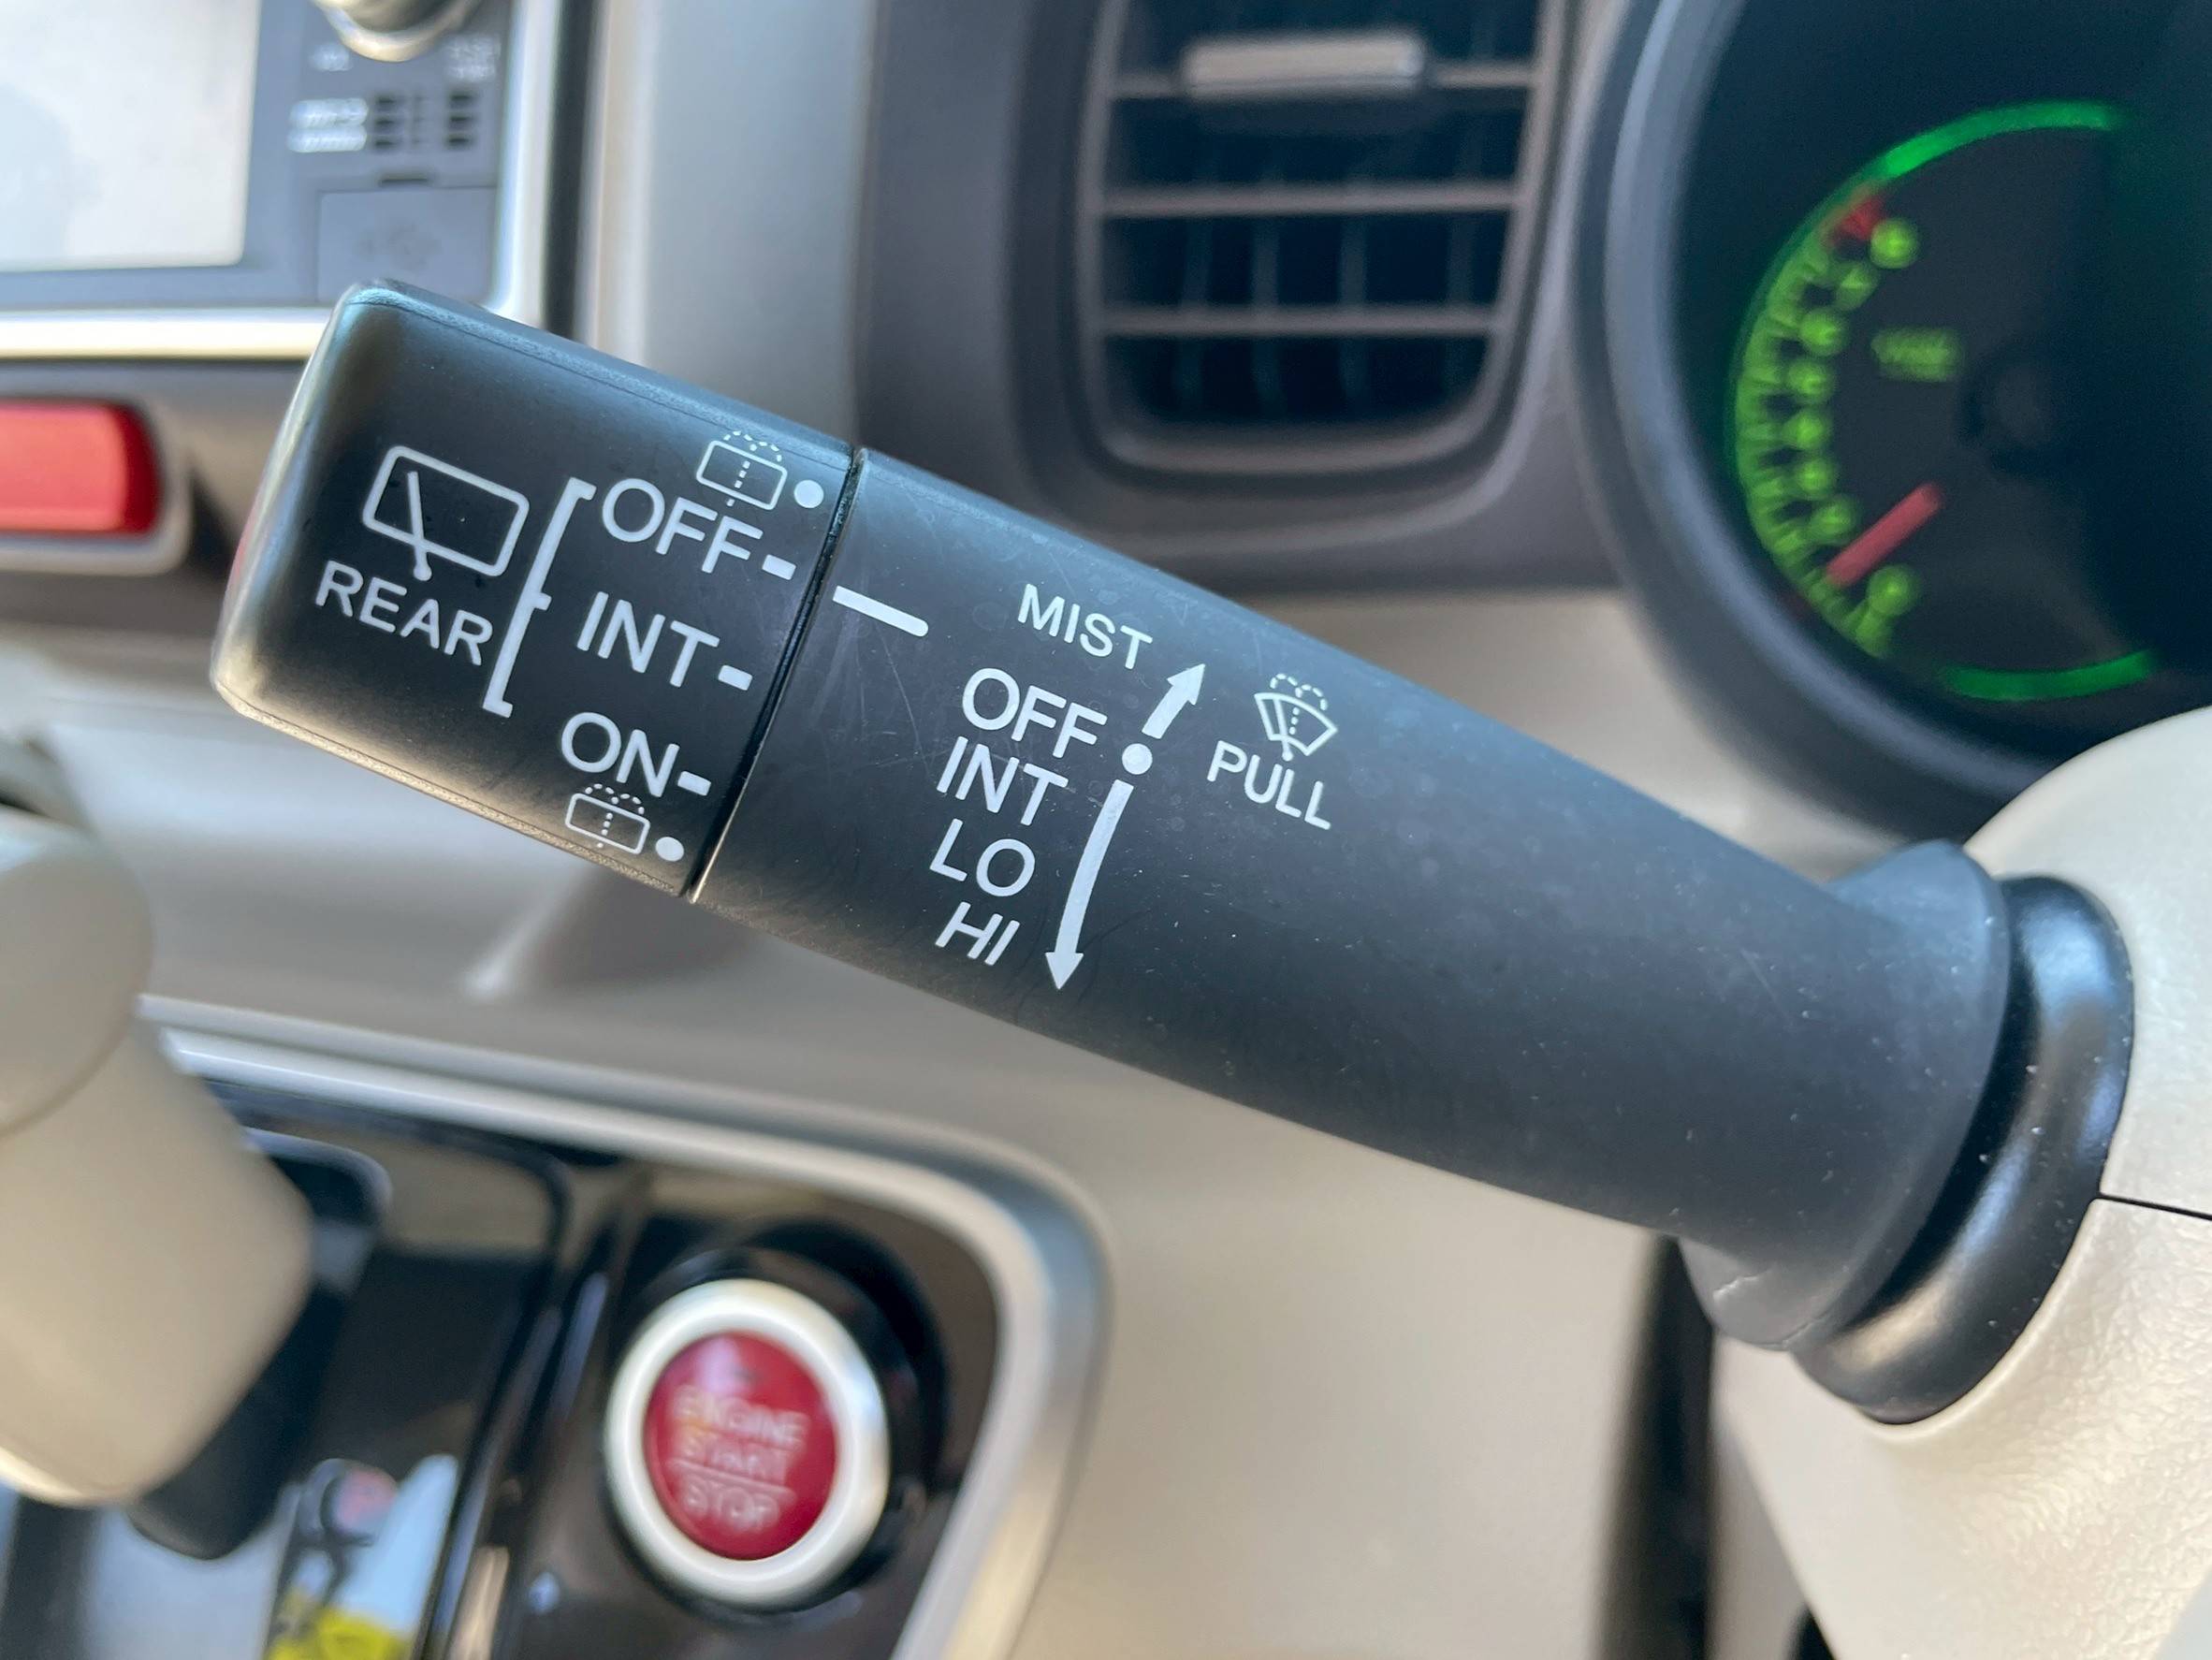 OFF
INT
ON
REAR
MIST
OFF
INT
LO
HI
PULL
ENGINE
START
STOP